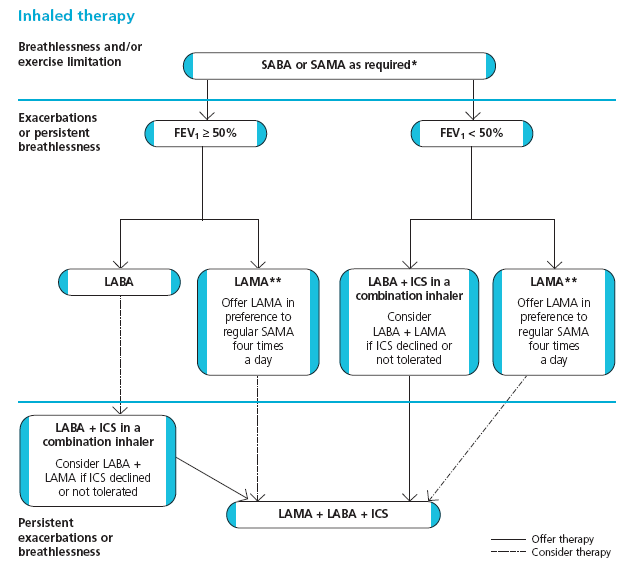 Inhaled therapy
Breathlessness and/or
exercise limitation
SABA or SAMA as required*
Exacerbations
or persistent
breathlessness
FEV₁ ≥ 50%
FEV₁ < 50%
LABA
LAMA**
Offer LAMA in
preference to
regular SAMA
four times
a day
LABA + ICS in a
combination inhaler
Consider
LABA + LAMA
if ICS declined or
not tolerated
LAMA**
Offer LAMA in
preference to
regular SAMA
four times
a day
LABA + ICS in a
combination inhaler
Consider LABA +
LAMA if ICS declined
or not tolerated
LAMA + LABA + ICS
Persistent
exacerbations or
breathlessness
Offer therapy
Consider therapy